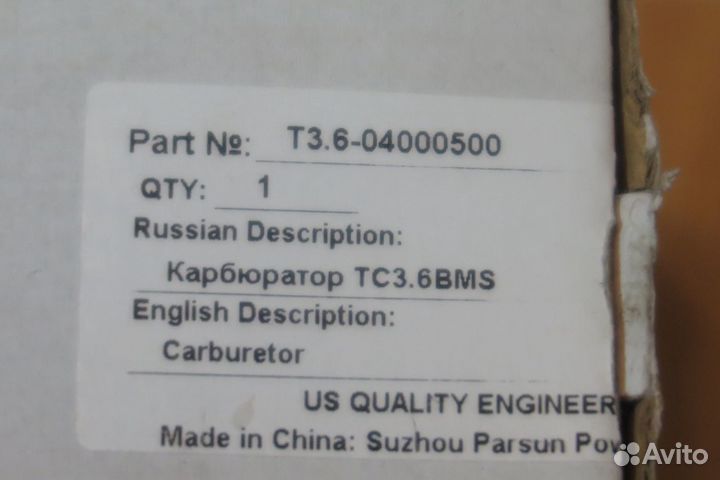 Part №: T3.6-04000500
QTY: 1
Russian Description:
Карбюратор TC3.6BMS
English Description:
Carburetor
US QUALITY ENGINEER
Made in China: Suzhou Parsun
Avito